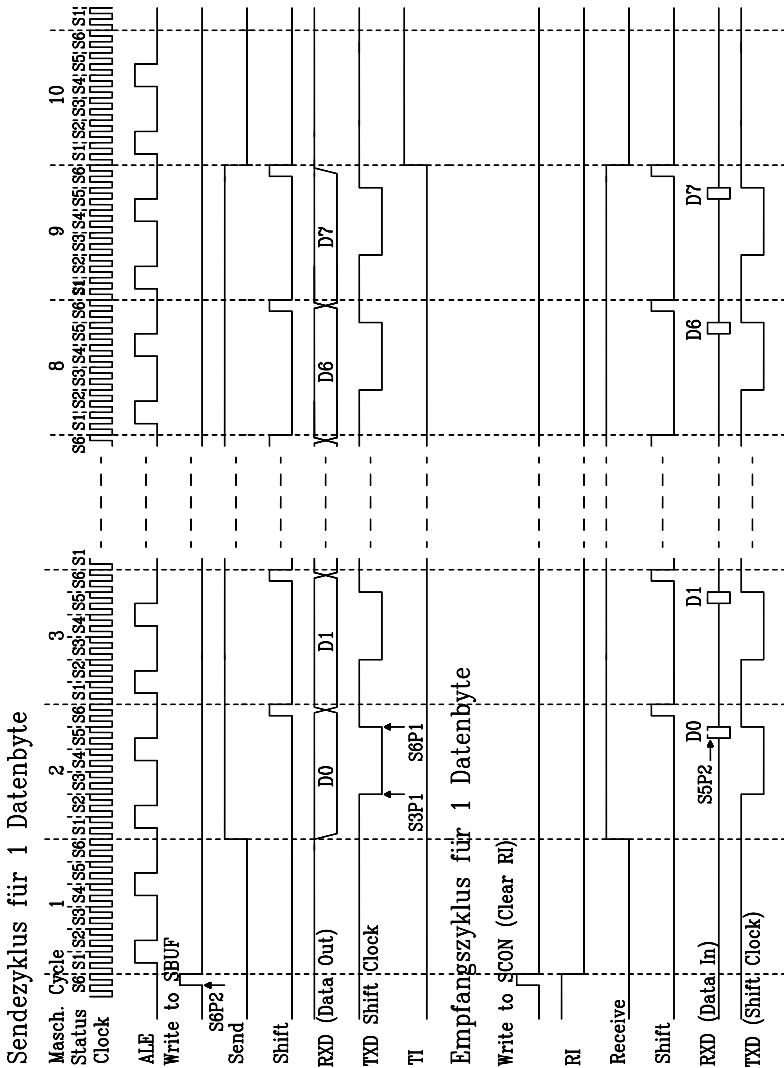 Sendezyklus für 1 Datenbyte
Masch. Cycle 1 2 3 8 9 10
Status S6 S1 S2 S3 S4 S5 S6 S1 S2 S3 S4 S5 S6 S1 S2 S3 S4 S5 S6 S1 S6 S1 S2 S3 S4 S5 S6 S1 S2 S3 S4 S5 S6 S1 S2 S3 S4 S5 S6 S1
Clock
ALE
Write to SBUF
S6P2
Send
Shift
RXD (Data Out) D0 D1 D6 D7
TXD Shift Clock
S3P1 S6P1
TI
Empfangszyklus für 1 Datenbyte
Write to SCON (Clear RI)
RI
Receive
Shift
D0 D1 D6 D7
S5P2
RXD (Data In)
TXD (Shift Clock)